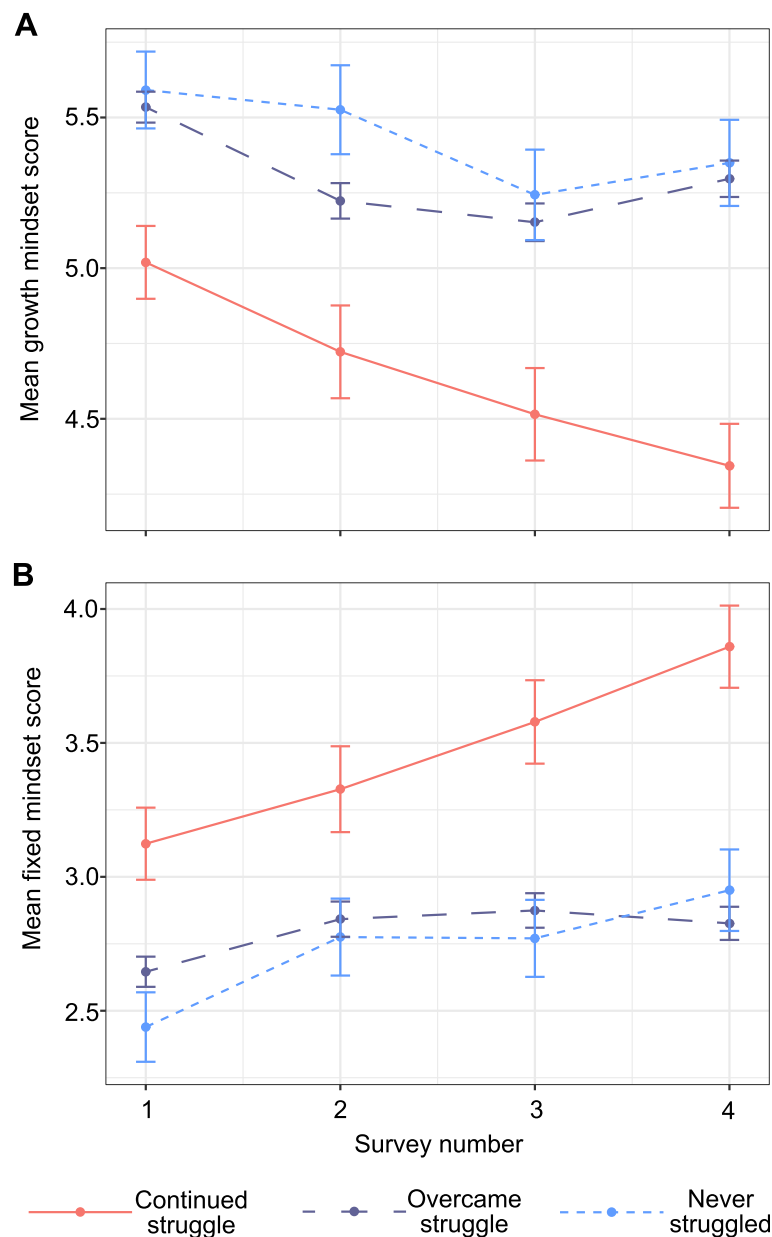 A
Mean growth mindset score
5.5
5.0
4.5
B
Mean fixed mindset score
4.0
3.5
3.0
2.5
1 2 3 4
Survey number
Continued struggle
Overcame struggle
Never struggled